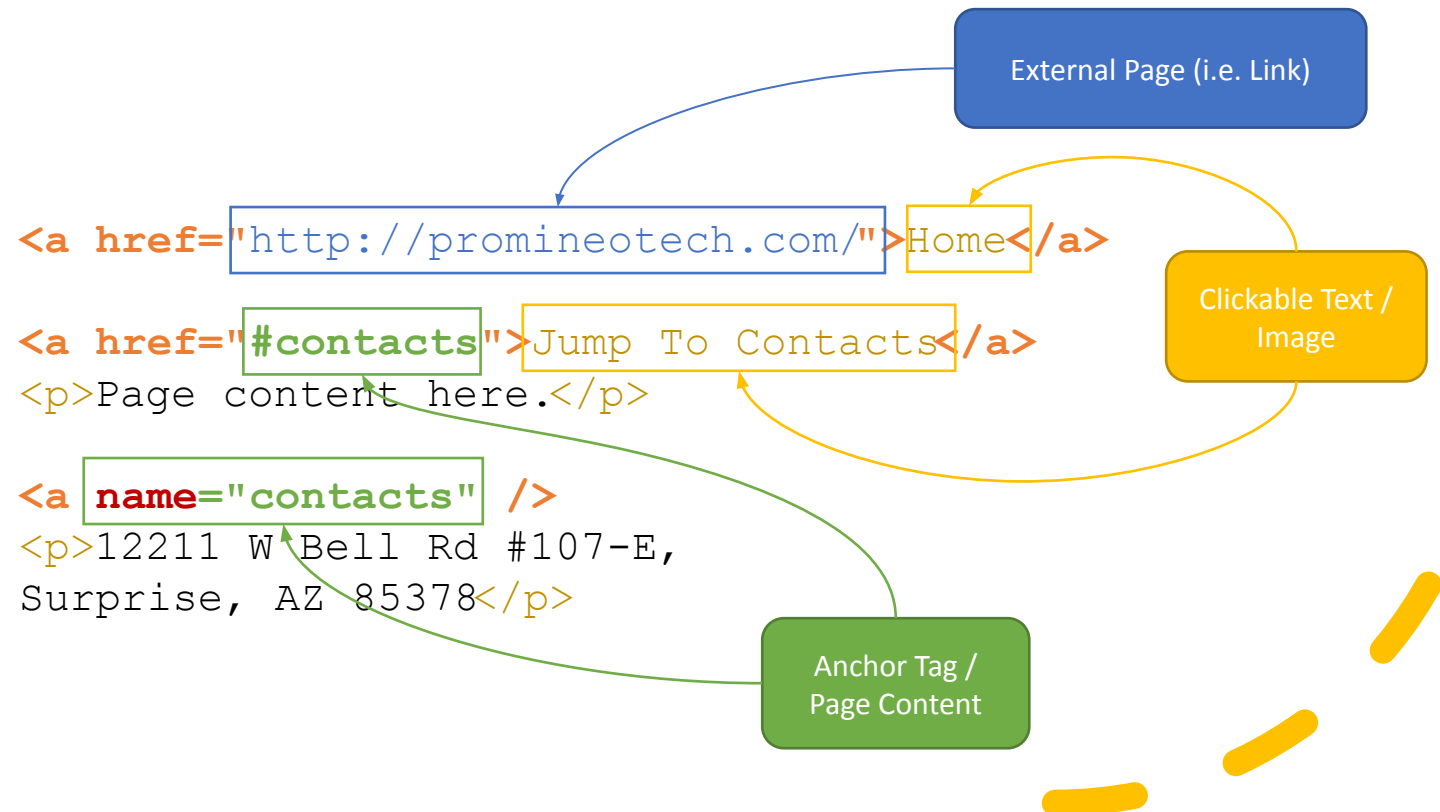 External Page (i.e. Link)
<a href="http://promineotech.com/">Home</a>
Clickable Text /
Image
<a href="#contacts">Jump To Contacts</a>
<p>Page content here.</p>
<a name="contacts" />
<p>12211 W Bell Rd #107-E,
Surprise, AZ 85378</p>
Anchor Tag /
Page Content